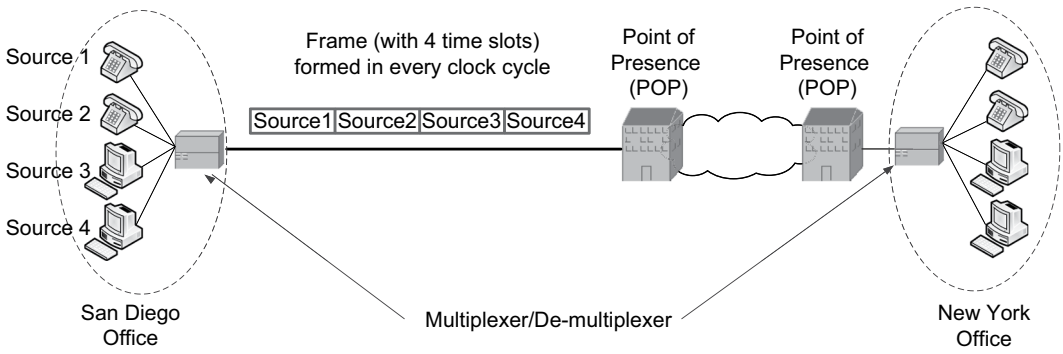 Source 1
Source 2
Source 3
Source 4
Frame (with 4 time slots)
formed in every clock cycle
Source1 Source2 Source3 Source4
Point of
Presence
(POP)
Point of
Presence
(POP)
San Diego
Office
Multiplexer/De-multiplexer
New York
Office